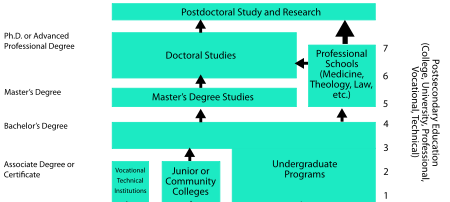 Postdoctoral Study and Research
Ph.D. or Advanced
Professional Degree
Doctoral Studies
Professional
Schools
(Medicine,
Theology, Law,
etc.)
7
6
5
Master's Degree
Master's Degree Studies
Bachelor's Degree
4
3
Associate Degree or
Certificate
Vocational
Technical
Institutions
Junior or
Community
Colleges
Undergraduate
Programs
2
1
Postsecondary Education
(College, University, Professional,
Vocational, Technical)